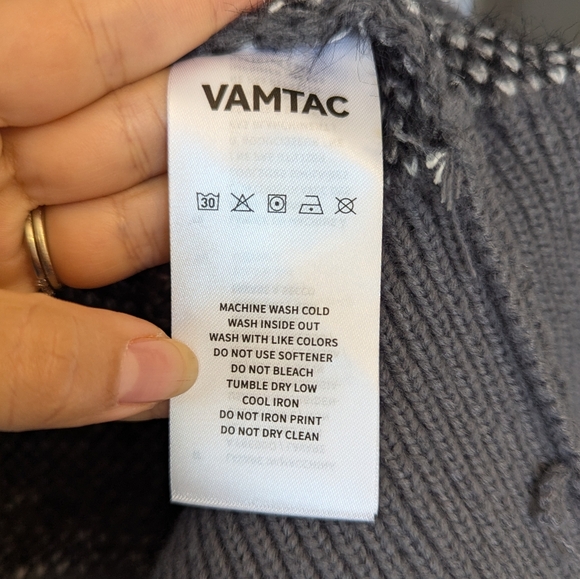 VAMTAC
30
MACHINE WASH COLD
WASH INSIDE OUT
WASH WITH LIKE COLORS
DO NOT USE SOFTENER
DO NOT BLEACH
TUMBLE DRY LOW
COOL IRON
DO NOT IRON PRINT
DO NOT DRY CLEAN